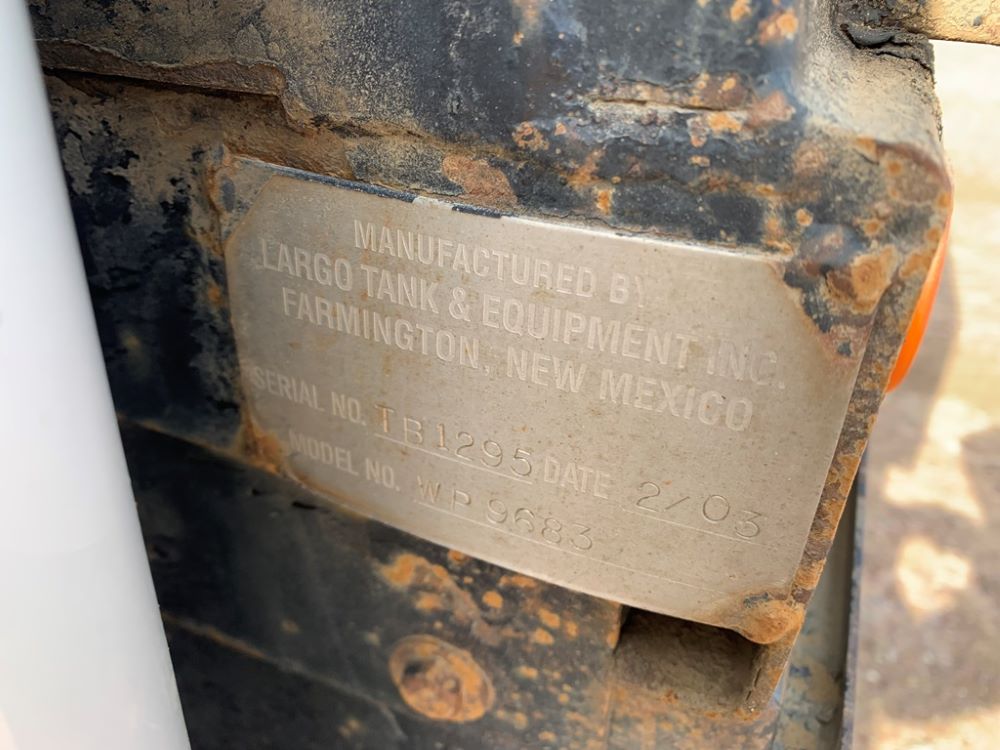 MANUFACTURED BY
LARGO TANK & EQUIPMENT INC.
FARMINGTON, NEW MEXICO
SERIAL NO. TB1295 DATE 2/03
MODEL NO. WP9683